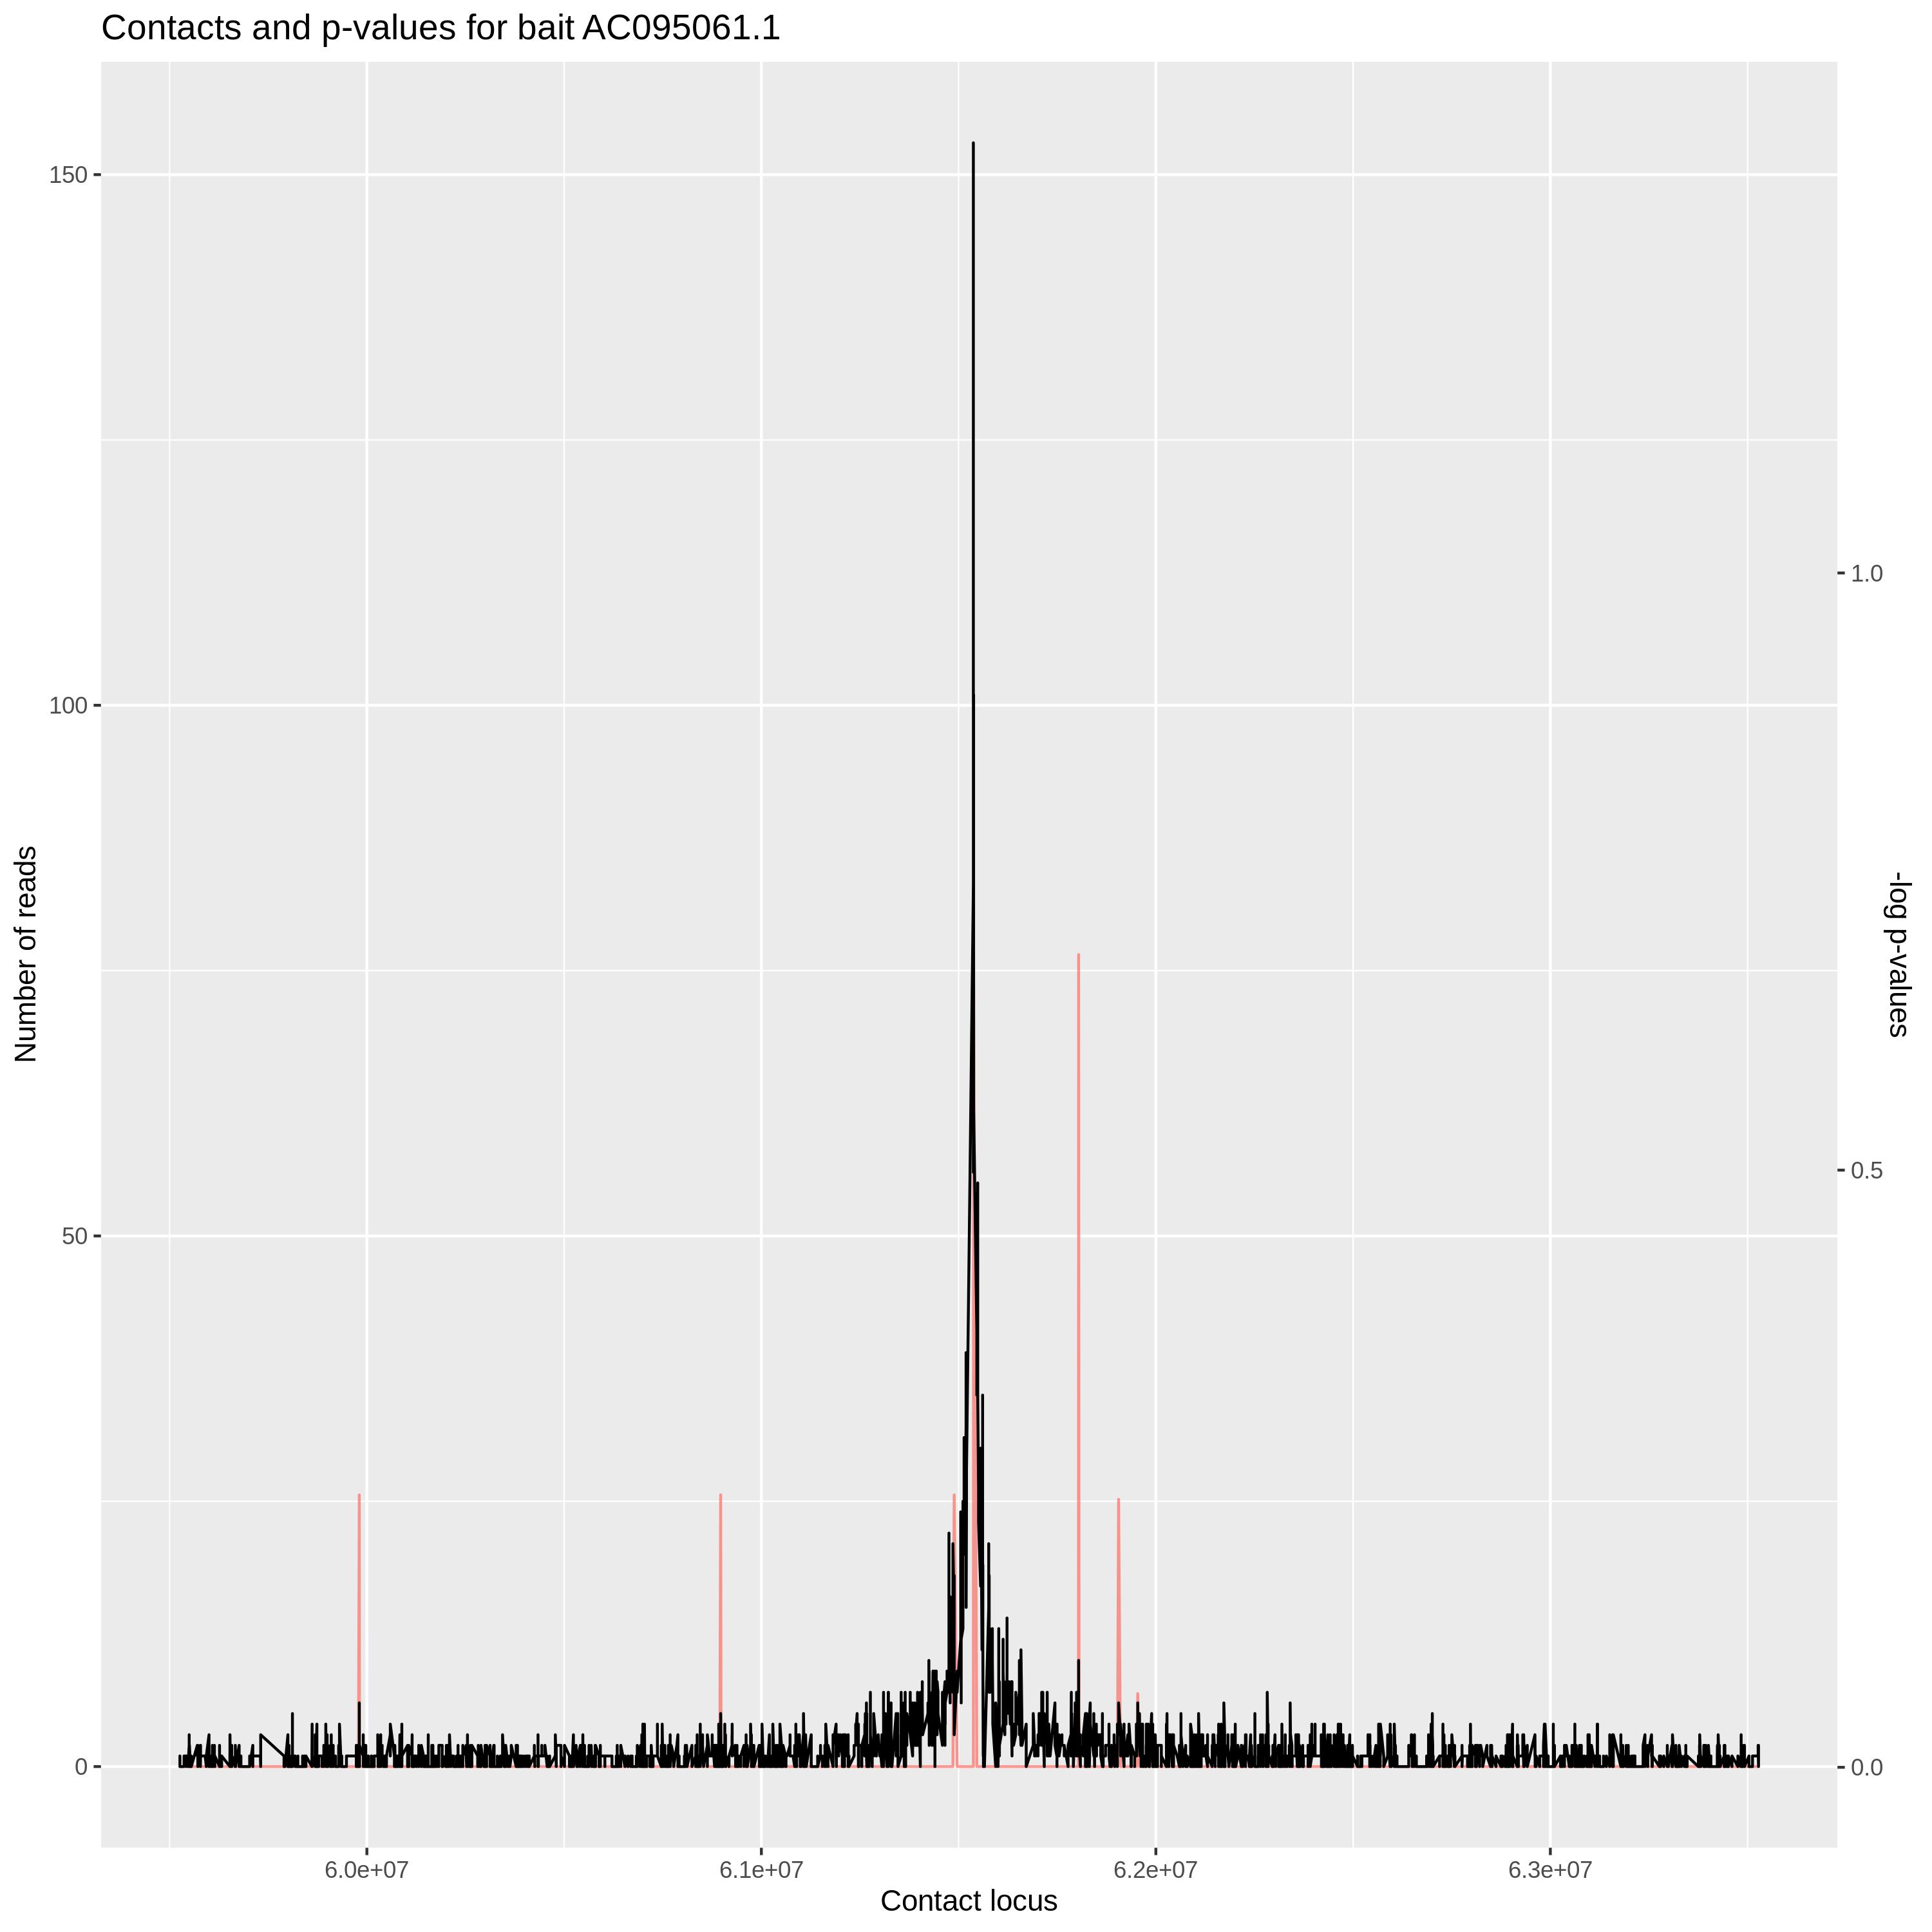 Contacts and p-values for bait AC095061.1
150
100
50
0
Number of reads
1.0
0.5
0.0
-log p-values
6.0e+07
6.1e+07
6.2e+07
6.3e+07
Contact locus